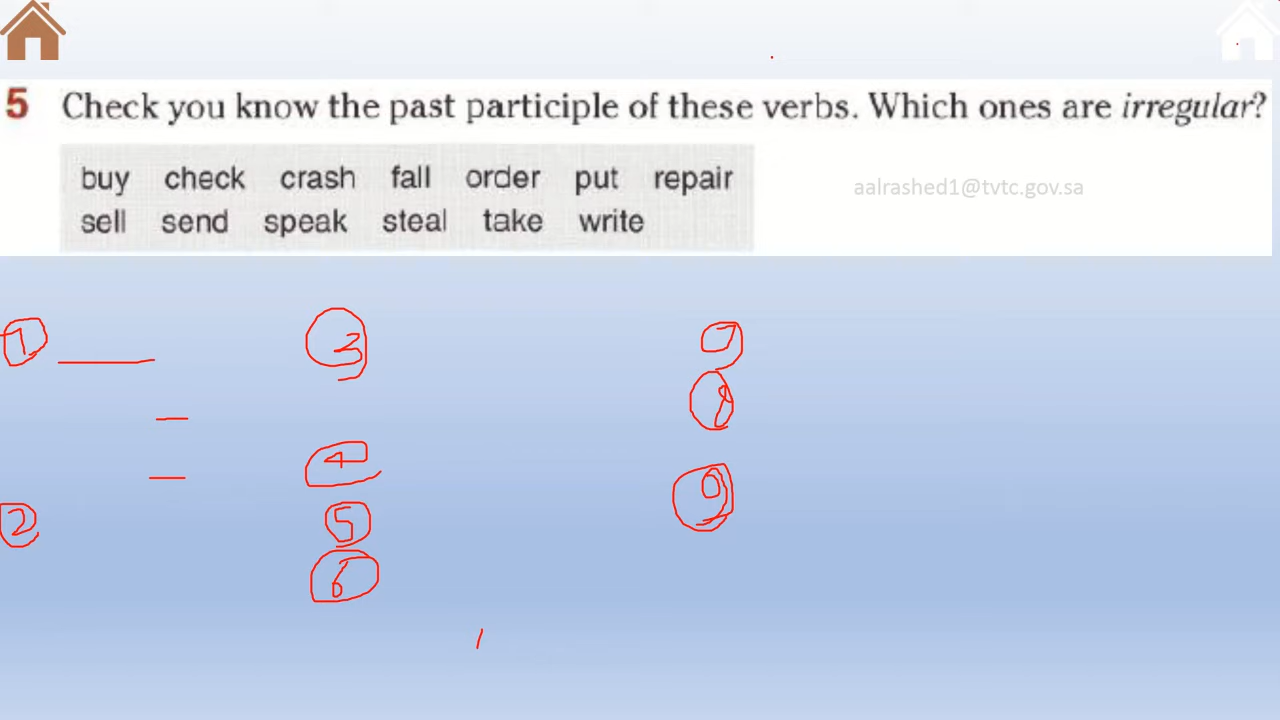 5 Check you know the past participle of these verbs. Which ones are irregular?
buy check crash fall order put repair
aalrashed1@tvtc.gov.sa
sell send speak steal take write
1 3 7
8
4
9
2 5
6